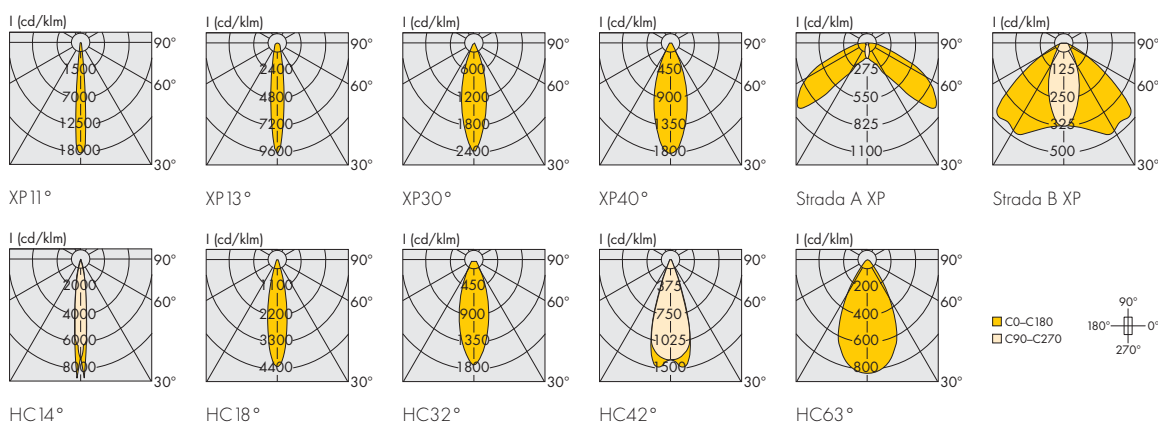 I (cd/klm) I (cd/klm) I (cd/klm) I (cd/klm) I (cd/klm) I (cd/klm)
90° 90° 90° 90° 90° 90°
1500 2400 600 450 275 125
60° 60° 60° 60° 60° 60°
7000 4800 1200 900 550 250
12500 7200 1800 1350 825 325
18000 9600 2400 1800 1100 500
30° 30° 30° 30° 30° 30°
XP11° XP13° XP30° XP40° Strada A XP Strada B XP
I (cd/klm) I (cd/klm) I (cd/klm) I (cd/klm) I (cd/klm)
90° 90° 90° 90° 90°
2000 1100 450 375 200
60° 60° 60° 60° 60°
4000 2200 900 750 400
6000 3300 1350 1025 600
8000 4400 1800 1500 800
30° 30° 30° 30° 30°
HC14° HC18° HC32° HC42° HC63°
C0–C180
C90–C270
90°
180° 0°
270°